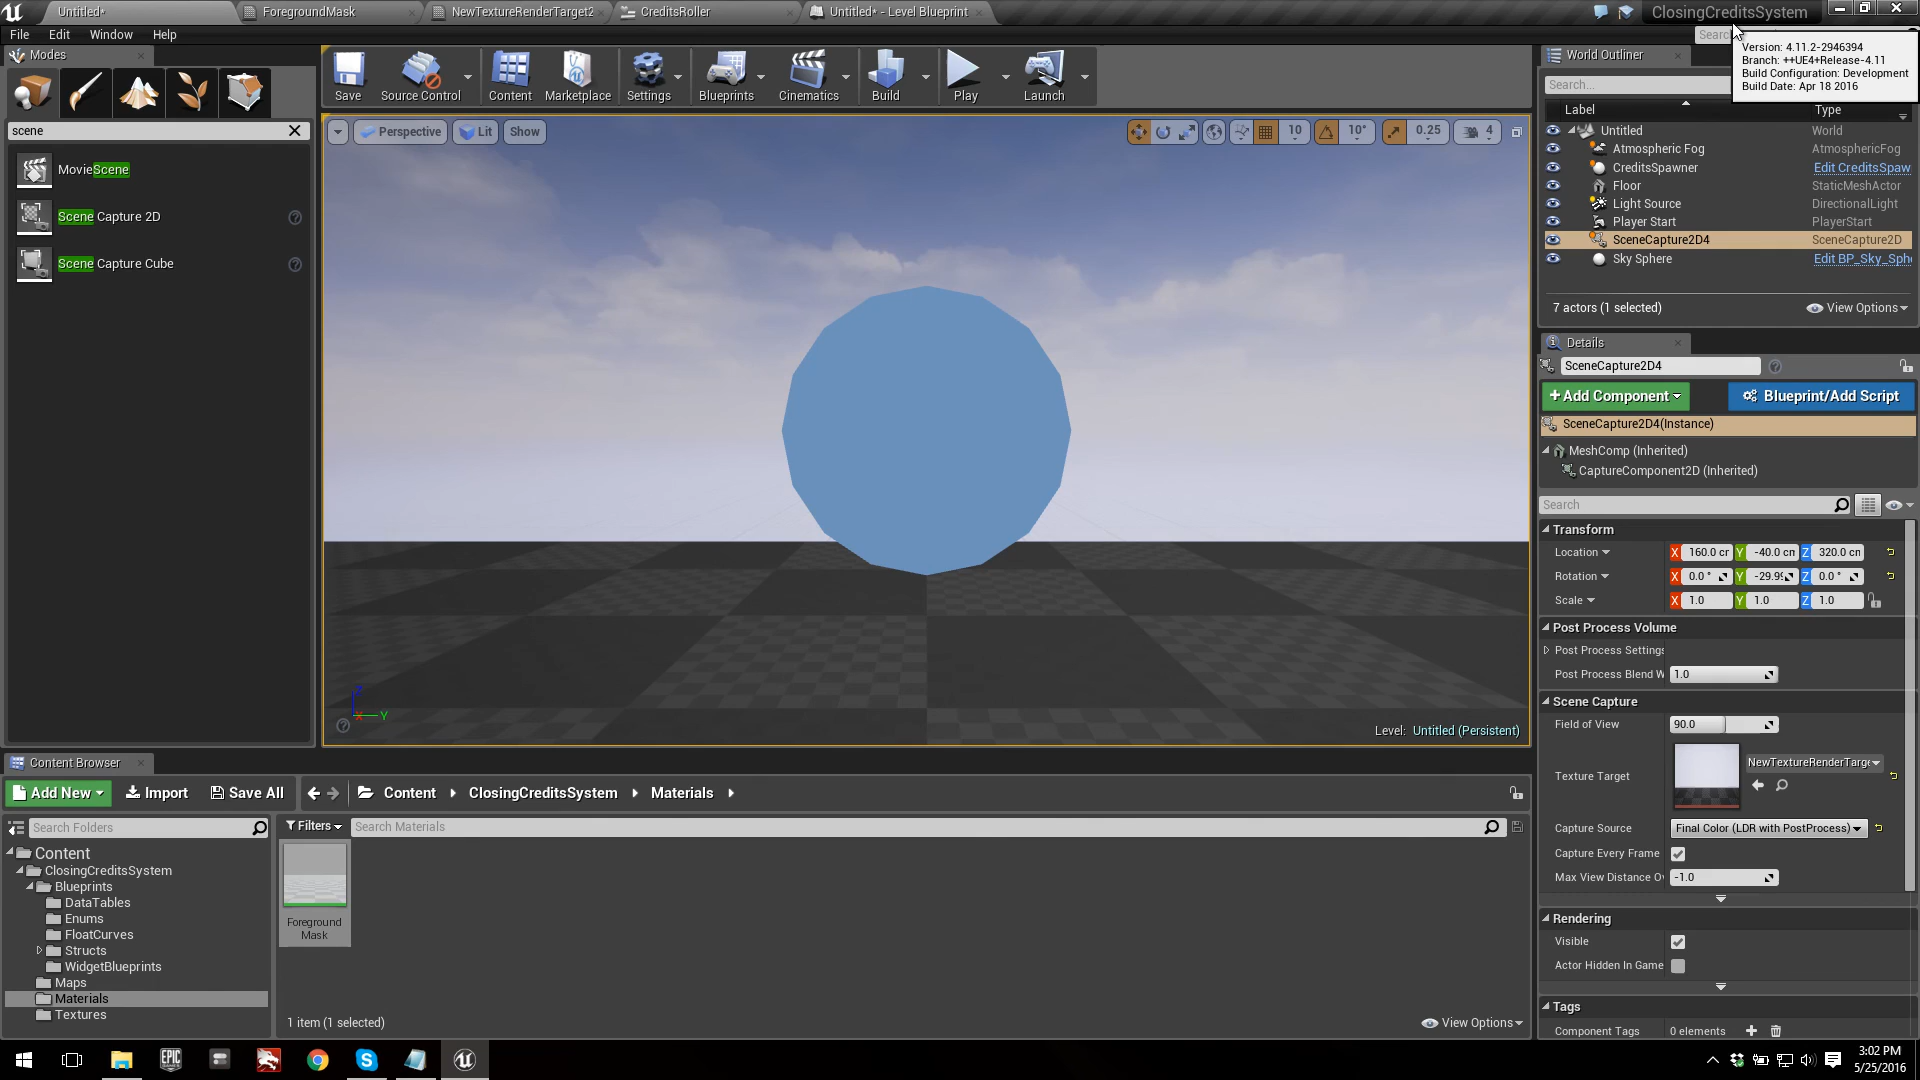 Untitled*
ForegroundMask
NewTextureRenderTarget2
CreditsRoller
Untitled* - Level Blueprint
ClosingCreditsSystem
File
Edit
Window
Help
Search
Version: 4.11.2-2946394
Branch: ++UE4+Release-4.11
Build Configuration: Development
Build Date: Apr 18 2016
Modes
scene
MovieScene
Scene Capture 2D
Scene Capture Cube
Save
Source Control
Content
Marketplace
Settings
Blueprints
Cinematics
Build
Play
Launch
Perspective
Lit
Show
10
10°
0.25
4
Z
X
Y
Level: Untitled (Persistent)
World Outliner
Search...
Label
Type
Untitled
World
Atmospheric Fog
AtmosphericFog
CreditsSpawner
Edit CreditsSpaw
Floor
StaticMeshActor
Light Source
DirectionalLight
Player Start
PlayerStart
SceneCapture2D4
SceneCapture2D
Sky Sphere
Edit BP_Sky_Sph
7 actors (1 selected)
View Options
Details
SceneCapture2D4
+Add Component
Blueprint/Add Script
SceneCapture2D4(Instance)
MeshComp (Inherited)
CaptureComponent2D (Inherited)
Search
Transform
Location
X 160.0 cm Y -40.0 cm Z 320.0 cm
Rotation
X 0.0 ° Y -29.99 Z 0.0 °
Scale
X 1.0 Y 1.0 Z 1.0
Post Process Volume
Post Process Settings
Post Process Blend W
1.0
Scene Capture
Field of View
90.0
Texture Target
NewTextureRenderTarge
Capture Source
Final Color (LDR with PostProcess)
Capture Every Frame
Max View Distance Ov
-1.0
Rendering
Visible
Actor Hidden In Game
Tags
Component Tags
0 elements
Content Browser
Add New
Import
Save All
Content
ClosingCreditsSystem
Materials
Search Folders
Filters
Search Materials
Content
ClosingCreditsSystem
Blueprints
DataTables
Enums
FloatCurves
Structs
WidgetBlueprints
Maps
Materials
Textures
Foreground
Mask
1 item (1 selected)
View Options
EPIC
3:02 PM
5/25/2016